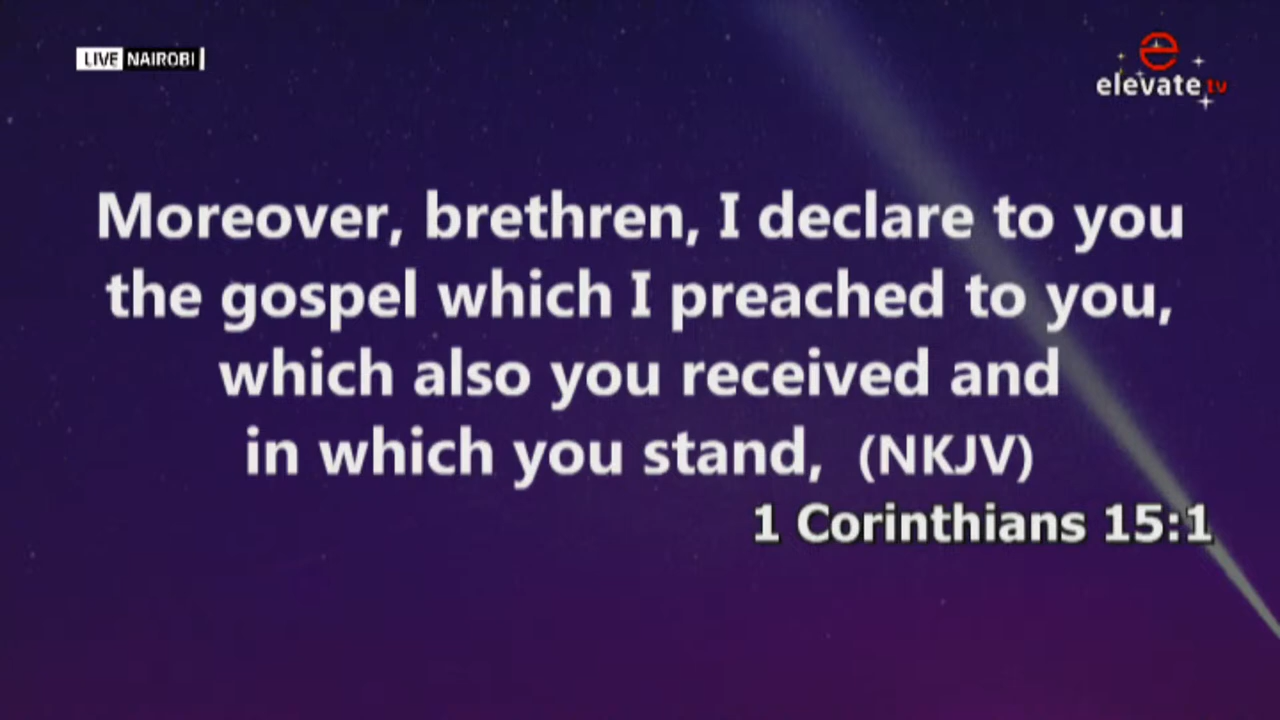 LIVE NAIROBI
e
elevate tv
Moreover, brethren, I declare to you
the gospel which I preached to you,
which also you received and
in which you stand, (NKJV)
1 Corinthians 15:1